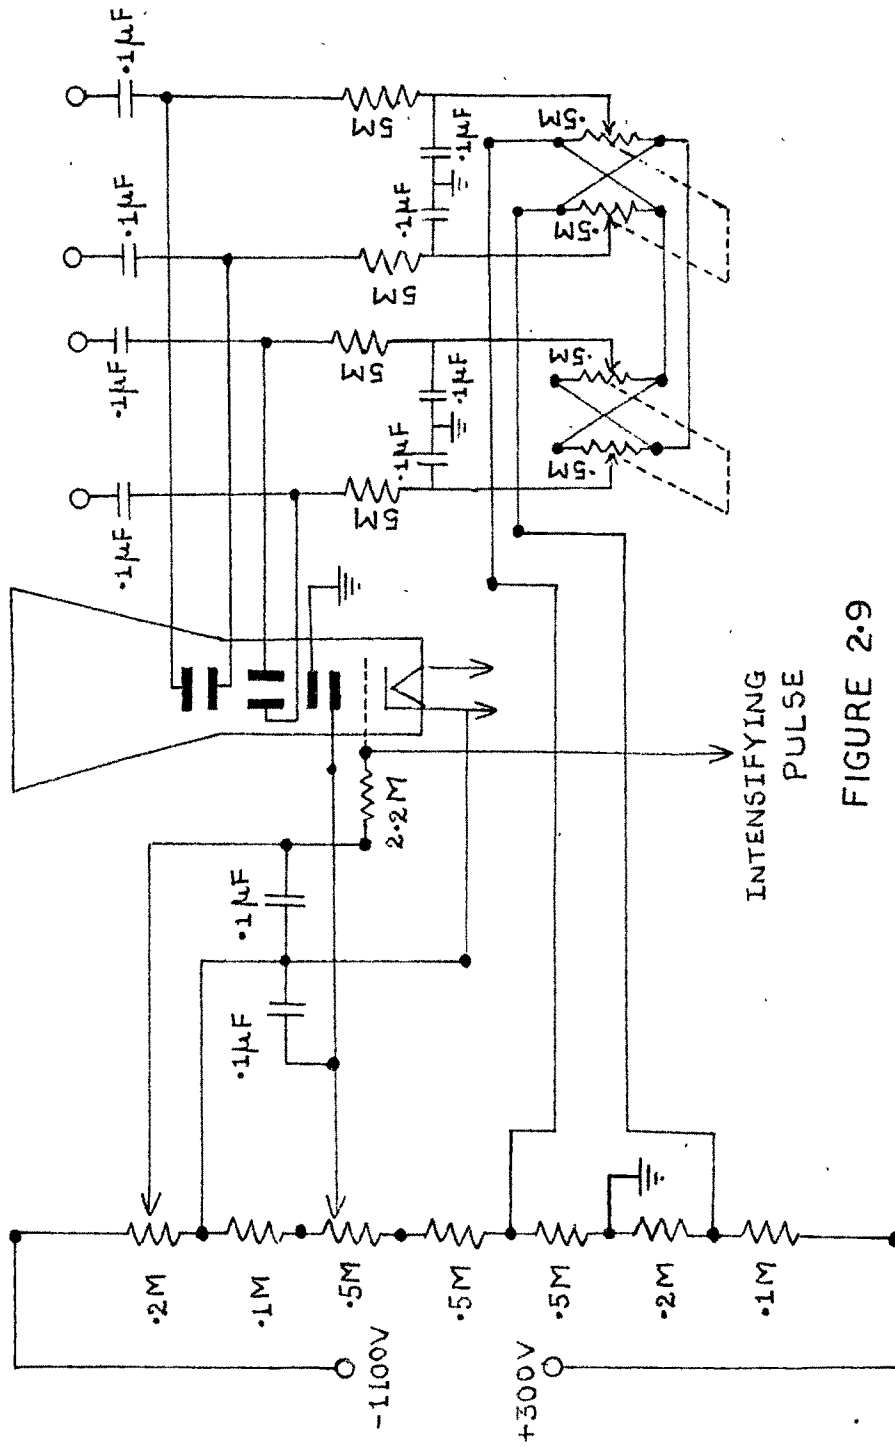 ·1µF
·1µF
·1µF
·1µF
5M
5M
5M
5M
·1µF
·1µF
·1µF
·1µF
·5M
·5M
·5M
·5M
2·2M
·1µF
·1µF
·2M
·1M
·5M
·5M
·5M
·2M
·1M
-1100V
+300V
INTENSIFYING
PULSE
FIGURE 2·9